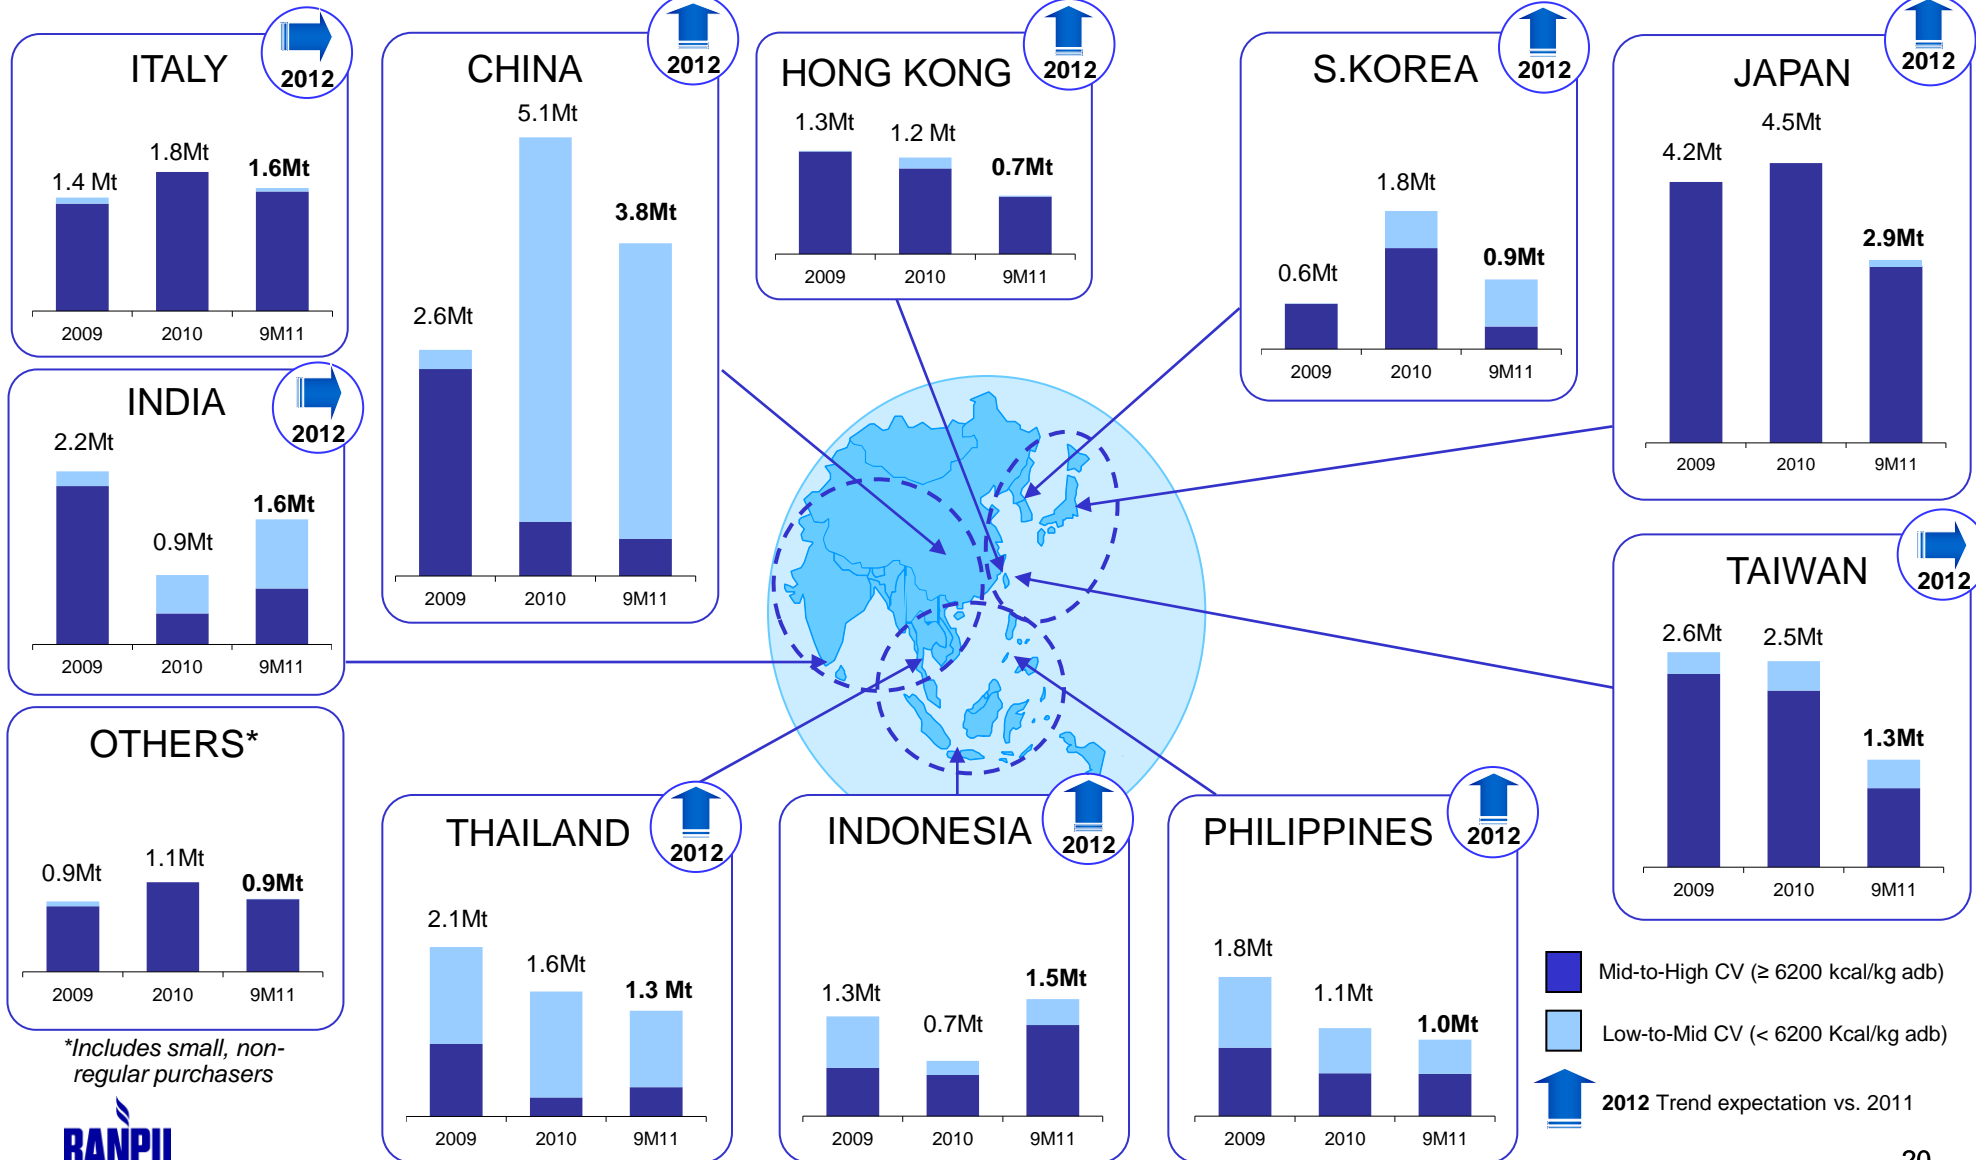 ITALY
2012
1.4 Mt
1.8Mt
1.6Mt
2009
2010
9M11
CHINA
2012
2.6Mt
5.1Mt
3.8Mt
2009
2010
9M11
HONG KONG
2012
1.3Mt
1.2 Mt
0.7Mt
2009
2010
9M11
S.KOREA
2012
0.6Mt
1.8Mt
0.9Mt
2009
2010
9M11
JAPAN
2012
4.2Mt
4.5Mt
2.9Mt
2009
2010
9M11
INDIA
2012
2.2Mt
0.9Mt
1.6Mt
2009
2010
9M11
TAIWAN
2012
2.6Mt
2.5Mt
1.3Mt
2009
2010
9M11
OTHERS*
0.9Mt
1.1Mt
0.9Mt
2009
2010
9M11
*Includes small, non-
regular purchasers
THAILAND
2012
2.1Mt
1.6Mt
1.3 Mt
2009
2010
9M11
INDONESIA
2012
1.3Mt
0.7Mt
1.5Mt
2009
2010
9M11
PHILIPPINES
2012
1.8Mt
1.1Mt
1.0Mt
2009
2010
9M11
Mid-to-High CV (≥ 6200 kcal/kg adb)
Low-to-Mid CV (< 6200 Kcal/kg adb)
2012 Trend expectation vs. 2011
BANPU
20